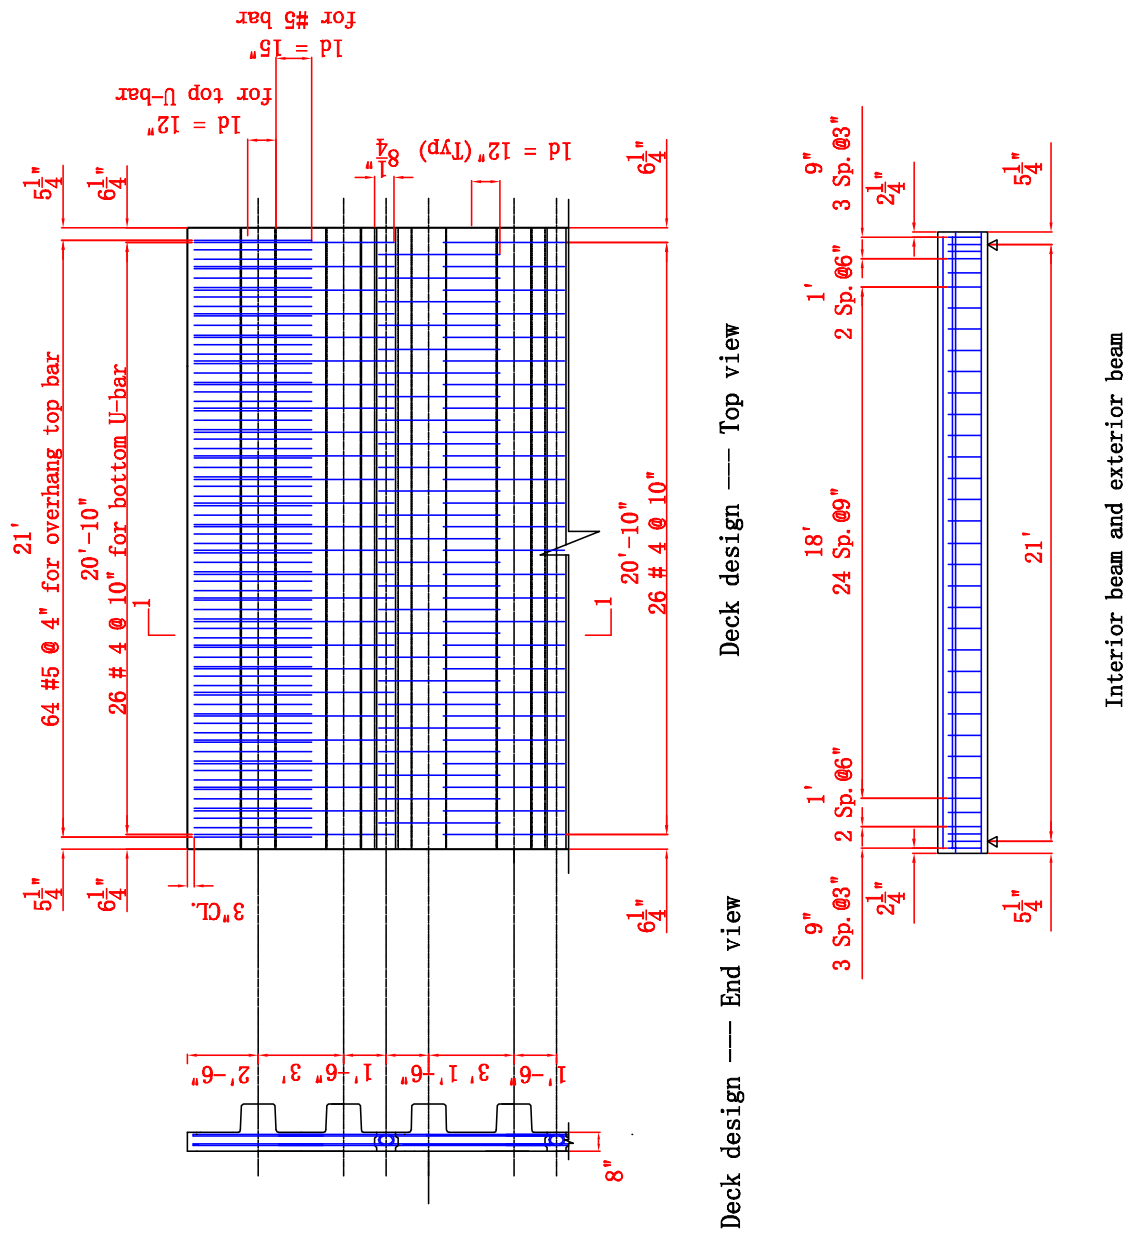 for #5 bar
ld = 15"
for top U-bar
ld = 12"
5 1/4"
6 1/4"
8 1/4"
ld = 12" (Typ)
6 1/4"
21'
64 #5 @ 4" for overhang top bar
20'-10"
26 # 4 @ 10" for bottom U-bar
1
1
20'-10"
26 # 4 @ 10"
5 1/4"
6 1/4"
3"CL.
6 1/4"
Deck design --- Top view
2'-6"
3'
1'-6"
1'-6"
3'
1'-6"
8"
Deck design --- End view
9"
3 Sp. @3"
2 1/4"
5 1/4"
1'
2 Sp. @6"
18'
24 Sp. @9"
21'
1'
2 Sp. @6"
9"
3 Sp. @3"
2 1/4"
5 1/4"
Interior beam and exterior beam